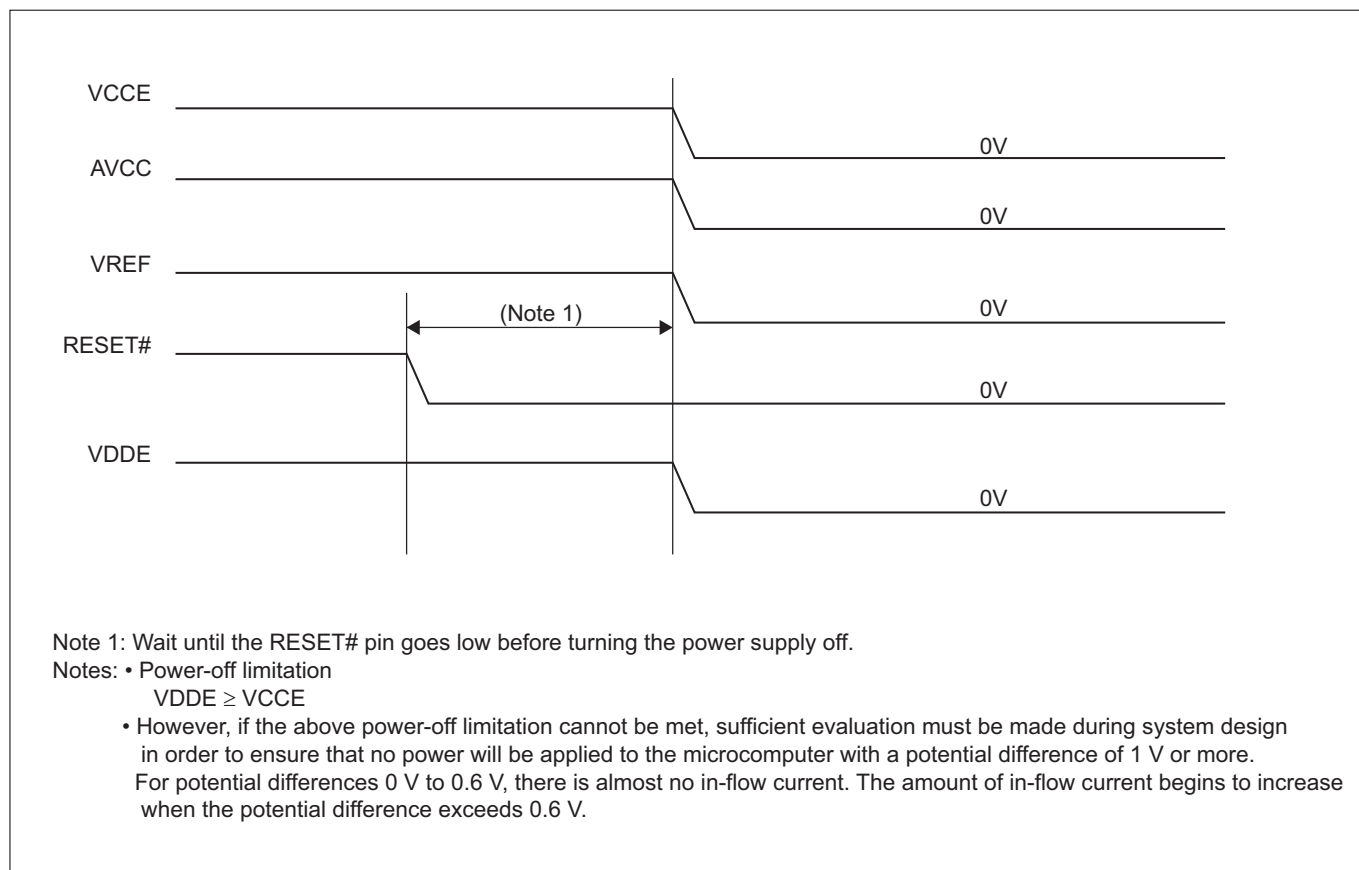 VCCE
0V
AVCC
0V
VREF
0V
(Note 1)
RESET#
0V
VDDE
0V
Note 1: Wait until the RESET# pin goes low before turning the power supply off.
Notes: • Power-off limitation
VDDE ≥ VCCE
• However, if the above power-off limitation cannot be met, sufficient evaluation must be made during system design
in order to ensure that no power will be applied to the microcomputer with a potential difference of 1 V or more.
For potential differences 0 V to 0.6 V, there is almost no in-flow current. The amount of in-flow current begins to increase
when the potential difference exceeds 0.6 V.